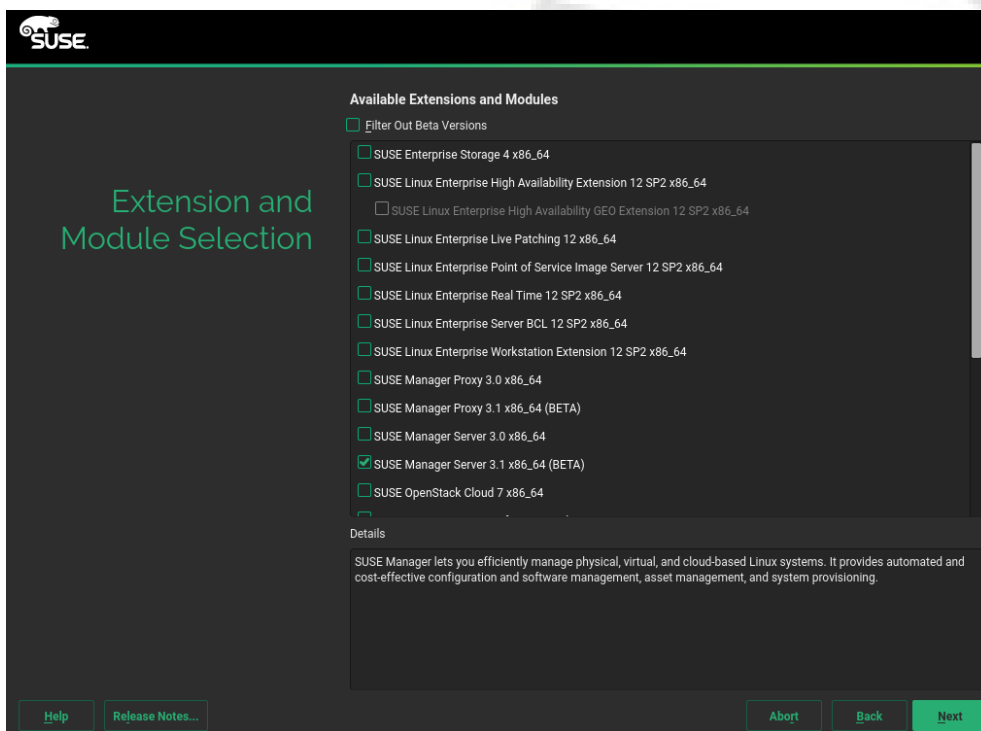 SUSE.
Extension and
Module Selection
Available Extensions and Modules
Filter Out Beta Versions
SUSE Enterprise Storage 4 x86_64
SUSE Linux Enterprise High Availability Extension 12 SP2 x86_64
SUSE Linux Enterprise High Availability GEO Extension 12 SP2 x86_64
SUSE Linux Enterprise Live Patching 12 x86_64
SUSE Linux Enterprise Point of Service Image Server 12 SP2 x86_64
SUSE Linux Enterprise Real Time 12 SP2 x86_64
SUSE Linux Enterprise Server BCL 12 SP2 x86_64
SUSE Linux Enterprise Workstation Extension 12 SP2 x86_64
SUSE Manager Proxy 3.0 x86_64
SUSE Manager Proxy 3.1 x86_64 (BETA)
SUSE Manager Server 3.0 x86_64
SUSE Manager Server 3.1 x86_64 (BETA)
SUSE OpenStack Cloud 7 x86_64
Details
SUSE Manager lets you efficiently manage physical, virtual, and cloud-based Linux systems. It provides automated and
cost-effective configuration and software management, asset management, and system provisioning.
Help
Release Notes...
Abort
Back
Next